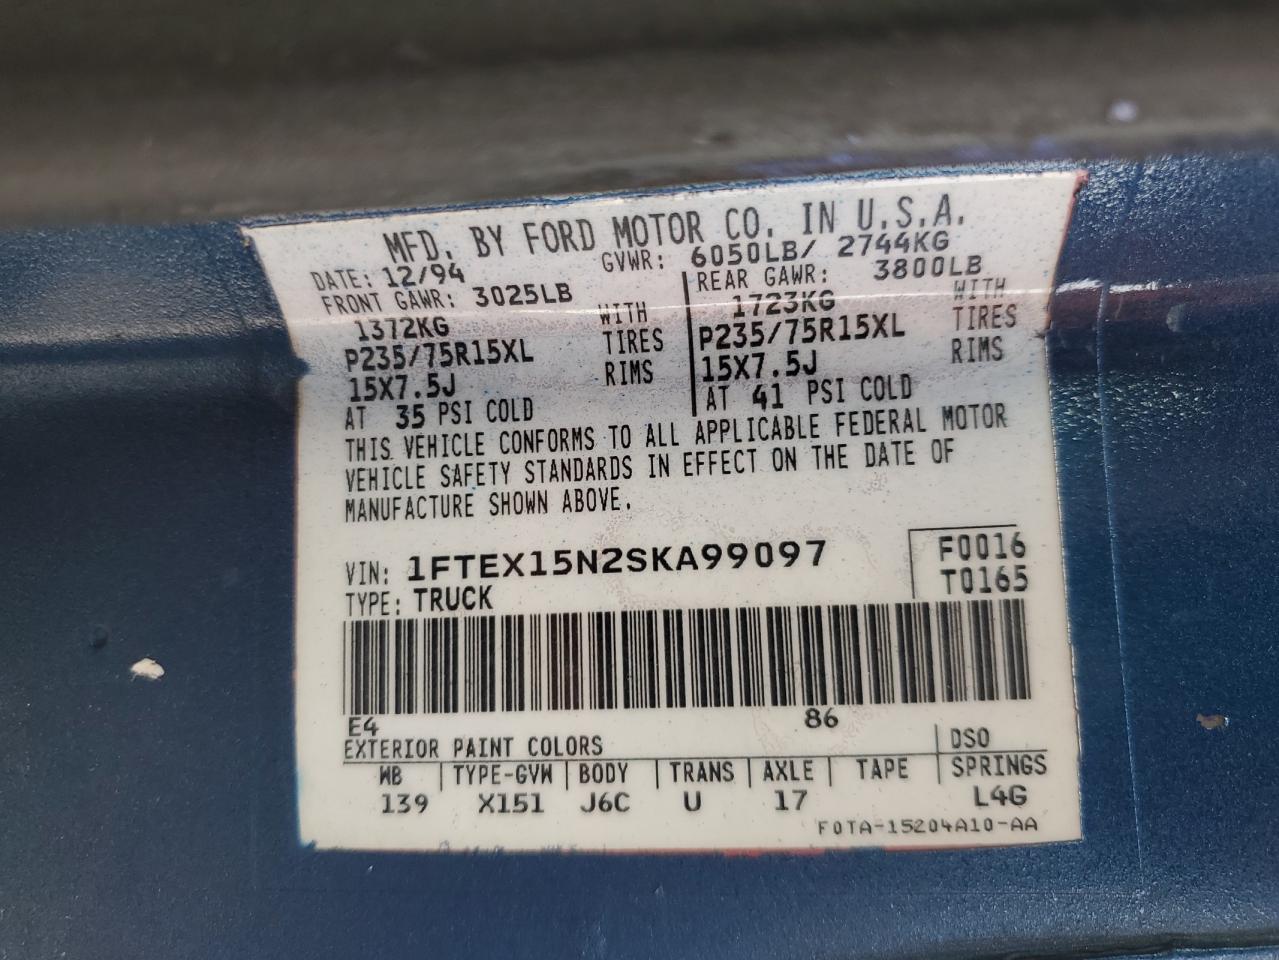 MFD. BY FORD MOTOR CO. IN U.S.A.
DATE: 12/94 GVWR: 6050LB/ 2744KG
FRONT GAWR: 3025LB REAR GAWR: 3800LB
1372KG WITH 1723KG WITH
P235/75R15XL TIRES P235/75R15XL TIRES
15X7.5J RIMS 15X7.5J RIMS
AT 35 PSI COLD AT 41 PSI COLD
THIS VEHICLE CONFORMS TO ALL APPLICABLE FEDERAL MOTOR
VEHICLE SAFETY STANDARDS IN EFFECT ON THE DATE OF
MANUFACTURE SHOWN ABOVE.
VIN: 1FTEX15N2SKA99097 F0016
TYPE: TRUCK T0165
E4 86
EXTERIOR PAINT COLORS DSO
WB TYPE-GVW BODY TRANS AXLE TAPE SPRINGS
139 X151 J6C U 17 L4G
F0TA-15204A10-AA